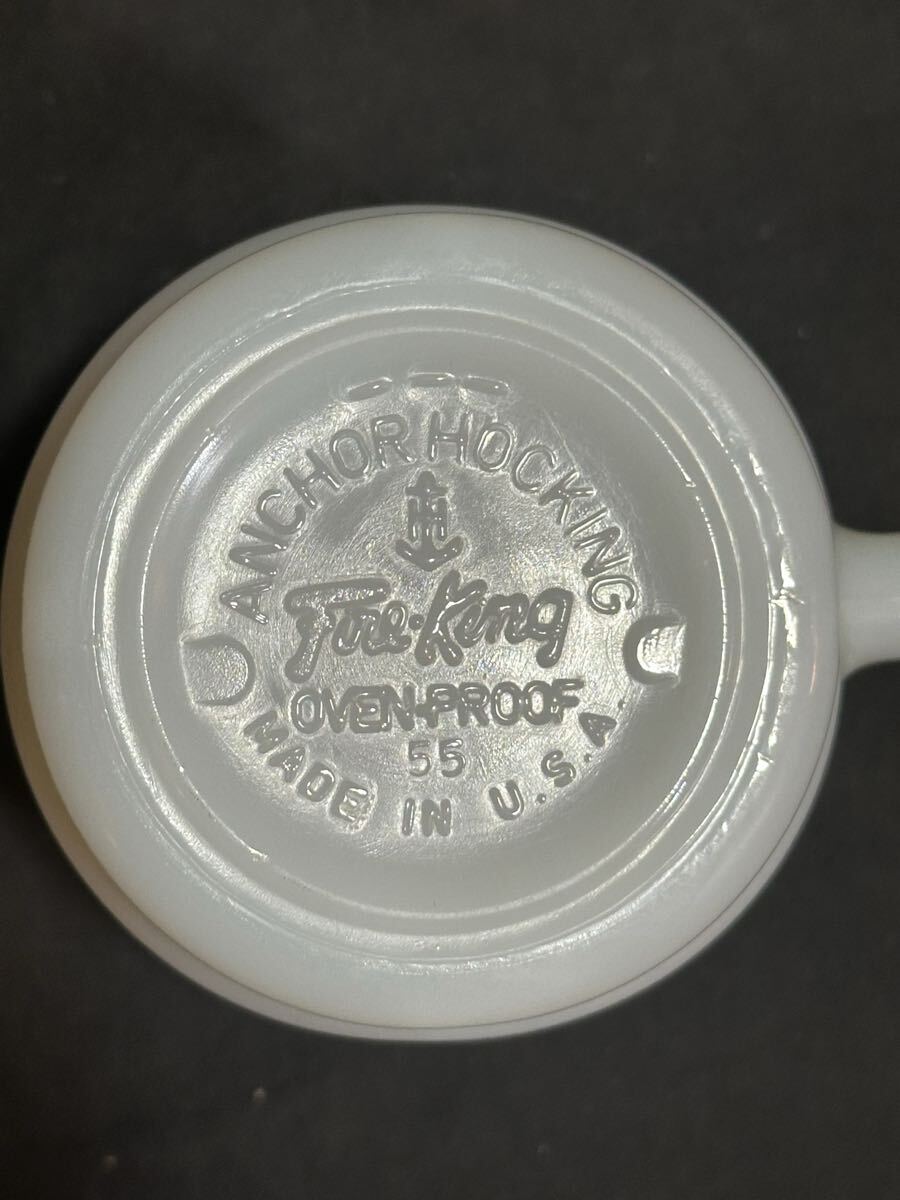 ANCHOR HOCKING
Fire-King
OVEN-PROOF
55
MADE IN U.S.A.